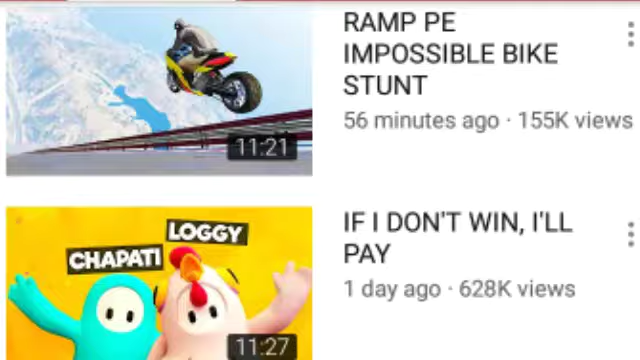 RAMP PE
IMPOSSIBLE BIKE
STUNT
56 minutes ago · 155K views
11:21
IF I DON'T WIN, I'LL
PAY
1 day ago · 628K views
LOGGY
CHAPATI
11:27